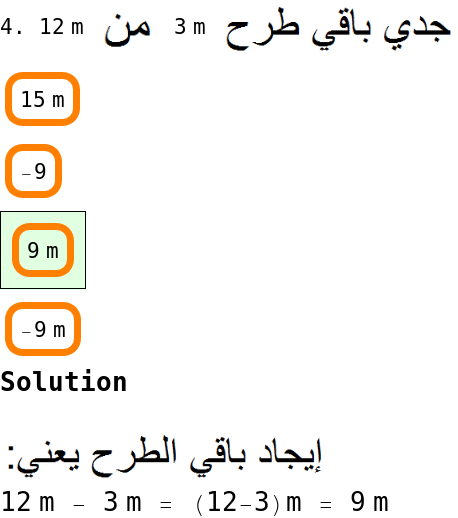 4. جدي باقي طرح 3 m من 12 m
15 m
-9
9 m
-9 m
Solution
إيجاد باقي الطرح يعني:
12 m - 3 m = (12-3)m = 9 m